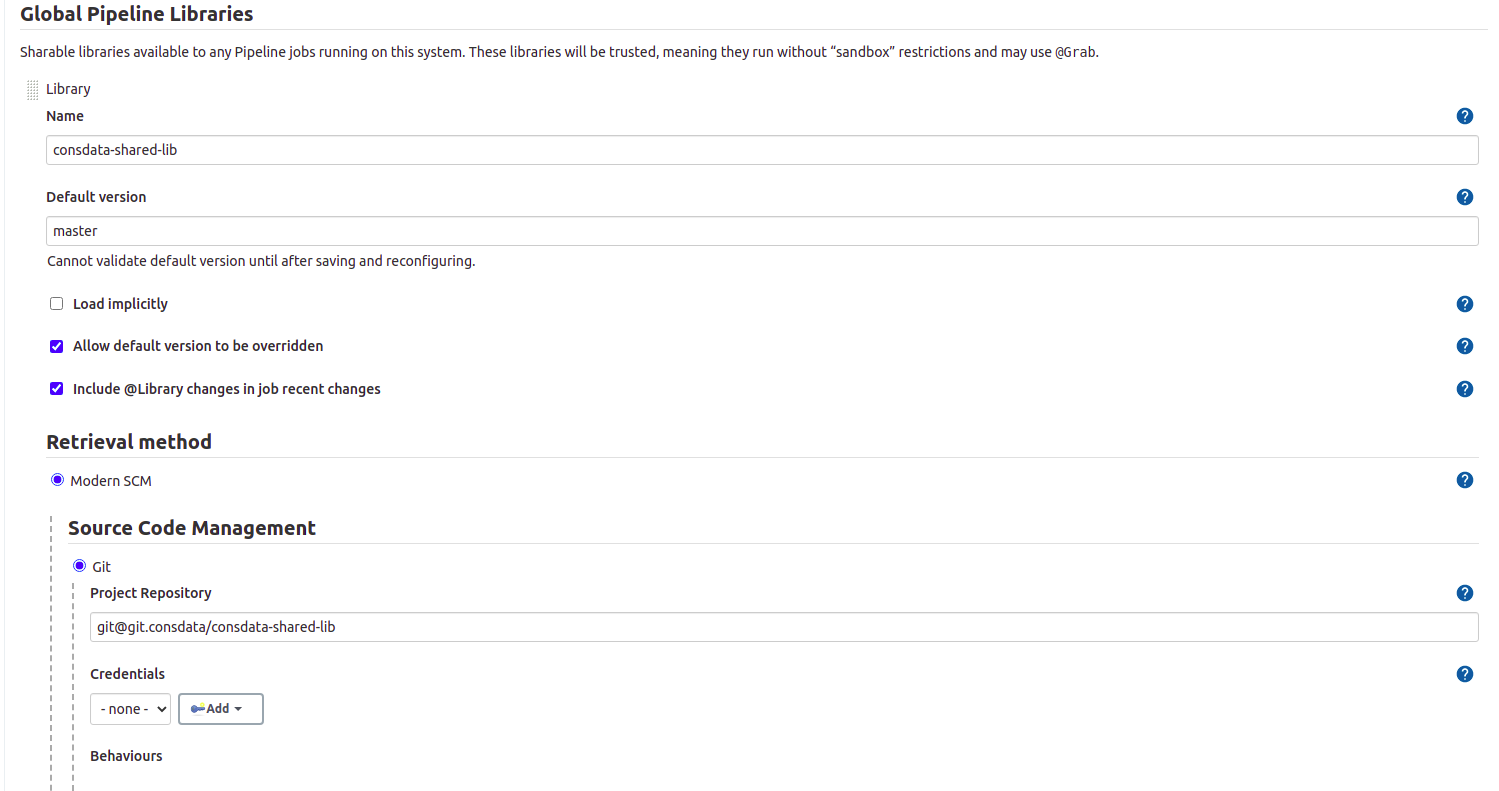 Global Pipeline Libraries
Sharable libraries available to any Pipeline jobs running on this system. These libraries will be trusted, meaning they run without “sandbox” restrictions and may use @Grab.
Library
Name
?
consdata-shared-lib
Default version
?
master
Cannot validate default version until after saving and reconfiguring.
Load implicitly
?
Allow default version to be overridden
?
Include @Library changes in job recent changes
?
Retrieval method
Modern SCM
?
Source Code Management
Git
Project Repository
?
git@git.consdata/consdata-shared-lib
Credentials
?
- none -
Add
Behaviours